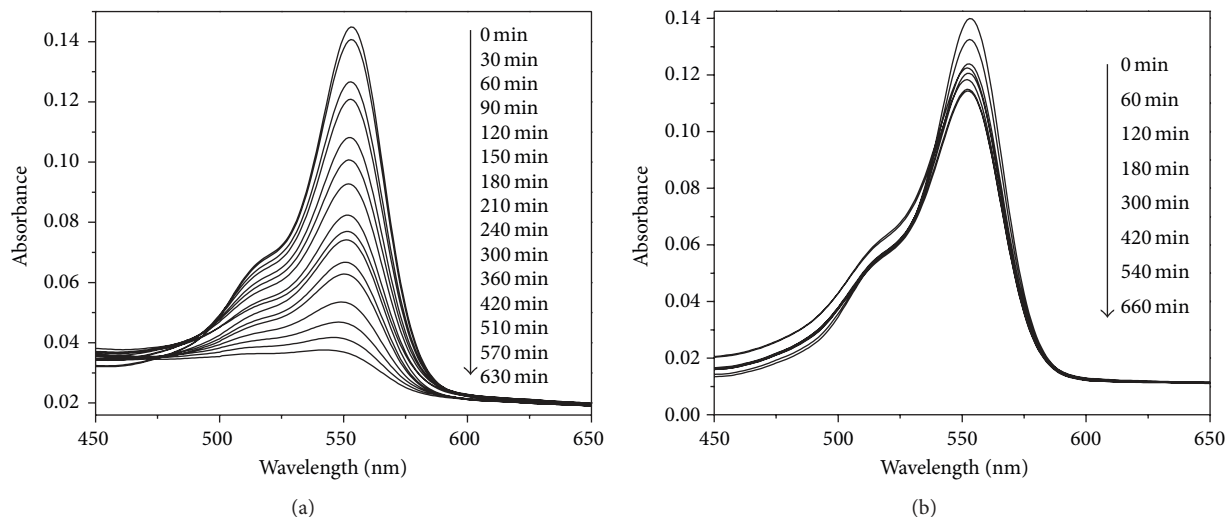 0.14
0.12
0.10
0.08
0.06
0.04
0.02
Absorbance
450
500
550
600
650
Wavelength (nm)
0 min
30 min
60 min
90 min
120 min
150 min
180 min
210 min
240 min
300 min
360 min
420 min
510 min
570 min
630 min
(a)
0.14
0.12
0.10
0.08
0.06
0.04
0.02
0.00
Absorbance
450
500
550
600
650
Wavelength (nm)
0 min
60 min
120 min
180 min
300 min
420 min
540 min
660 min
(b)